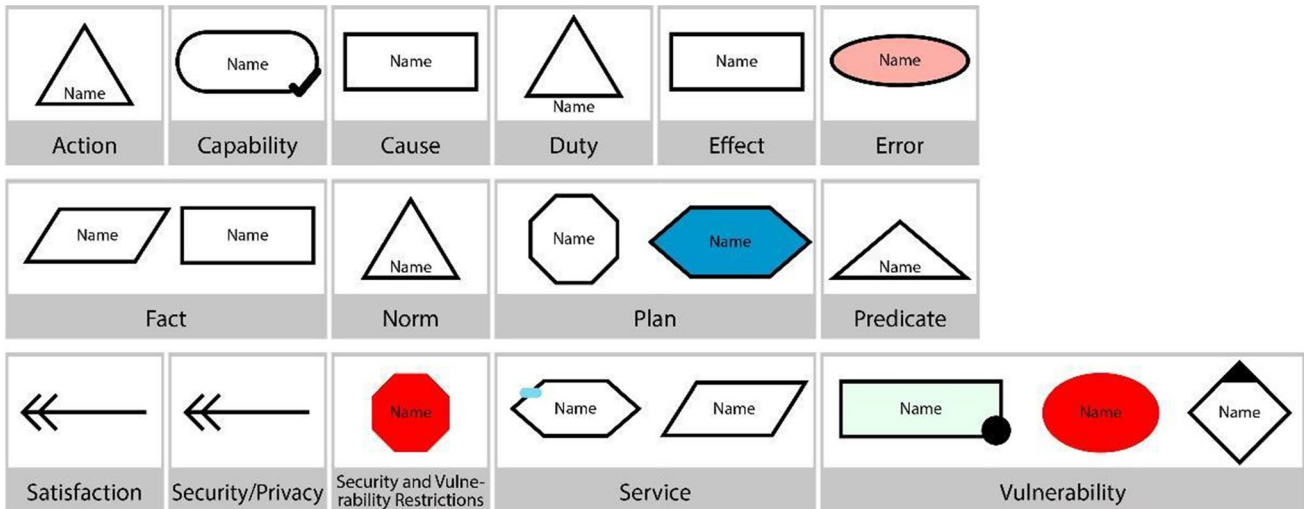 Name Name Name Name Name Name
Action Capability Cause Duty Effect Error
Name Name Name Name Name Name
Fact Norm Plan Predicate
Name Name Name Name Name Name
Satisfaction Security/Privacy Security and Vulne-
rability Restrictions Service Vulnerability